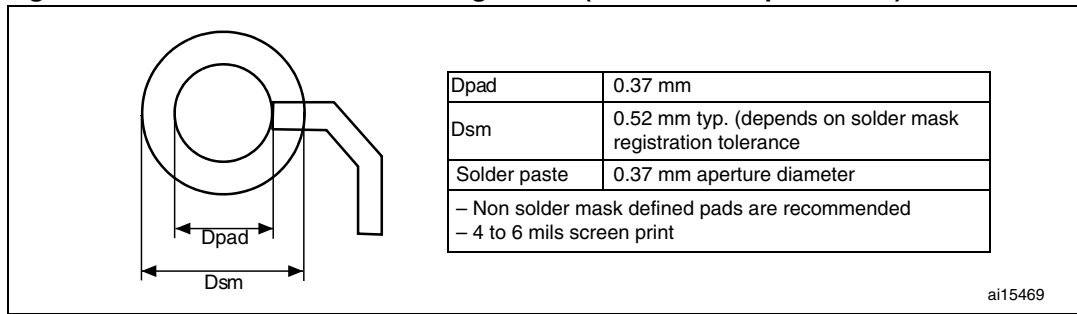 Dpad
Dsm
Dpad 0.37 mm
Dsm 0.52 mm typ. (depends on solder mask
registration tolerance
Solder paste 0.37 mm aperture diameter
– Non solder mask defined pads are recommended
– 4 to 6 mils screen print
ai15469